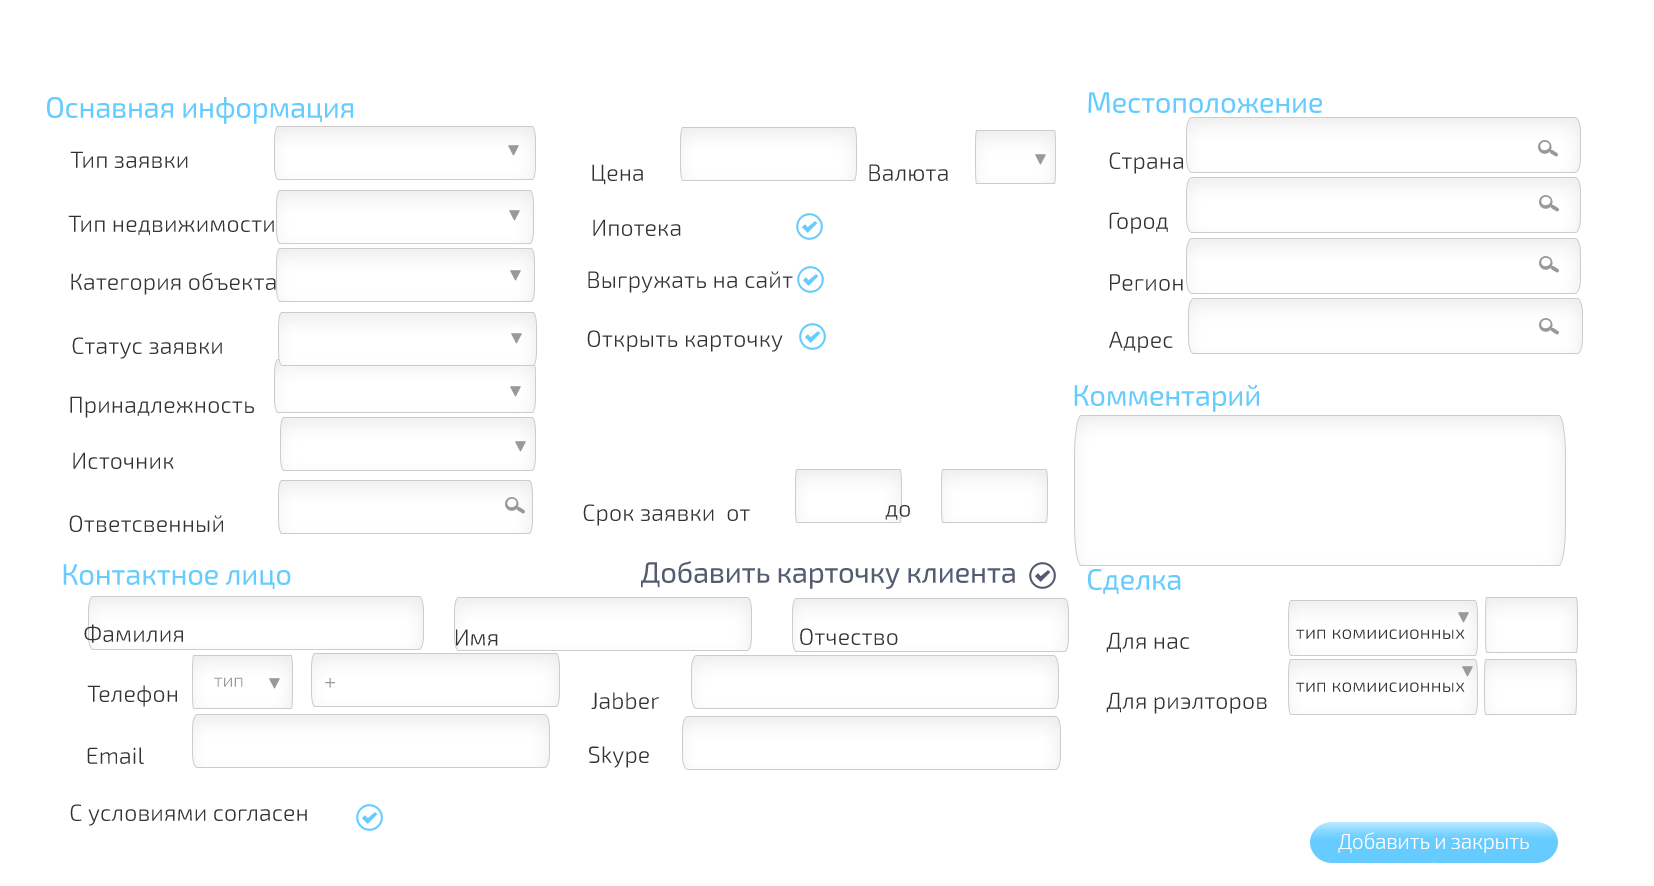 Оснавная информация
Тип заявки
Тип недвижимости
Категория объекта
Статус заявки
Принадлежность
Источник
Ответсвенный
Цена
Валюта
Ипотека
Выгружать на сайт
Открыть карточку
Срок заявки от
до
Местоположение
Страна
Город
Регион
Адрес
Комментарий
Контактное лицо
Добавить карточку клиента
Фамилия
Имя
Отчество
Телефон
тип
+
Jabber
Email
Skype
С условиями согласен
Сделка
Для нас
тип комиисионных
Для риэлторов
тип комиисионных
Добавить и закрыть